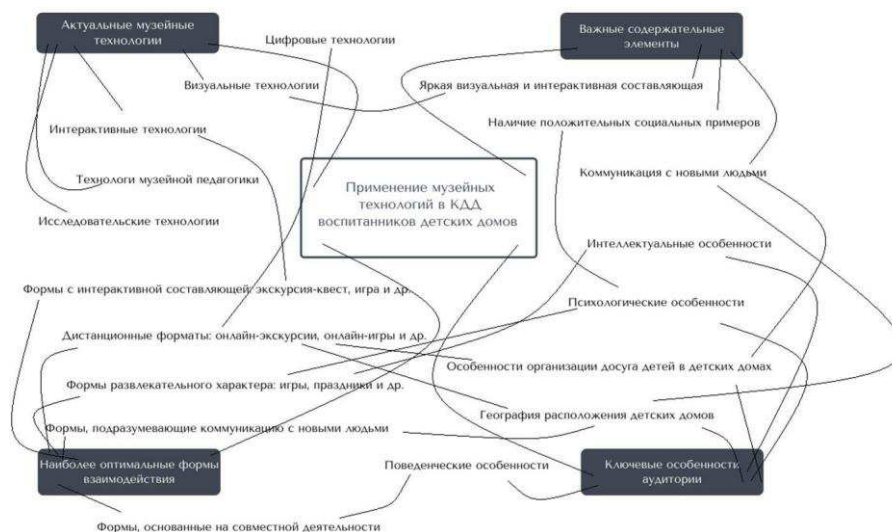 Актуальные музейные
технологии
Цифровые технологии
Важные содержательные
элементы
Визуальные технологии
Яркая визуальная и интерактивная составляющая
Интерактивные технологии
Наличие положительных социальных примеров
Технологи музейной педагогики
Применение музейных
технологий в КДД
воспитанников детских домов
Коммуникация с новыми людьми
Исследовательские технологии
Интеллектуальные особенности
Формы с интерактивной составляющей: экскурсия-квест, игра и др.
Психологические особенности
Дистанционные форматы: онлайн-экскурсии, онлайн-игры и др.
Особенности организации досуга детей в детских домах
Формы развлекательного характера: игры, праздники и др.
География расположения детских домов
Формы, подразумевающие коммуникацию с новыми людьми
Наиболее оптимальные формы
взаимодействия
Поведенческие особенности
Ключевые особенности
аудитории
Формы, основанные на совместной деятельности